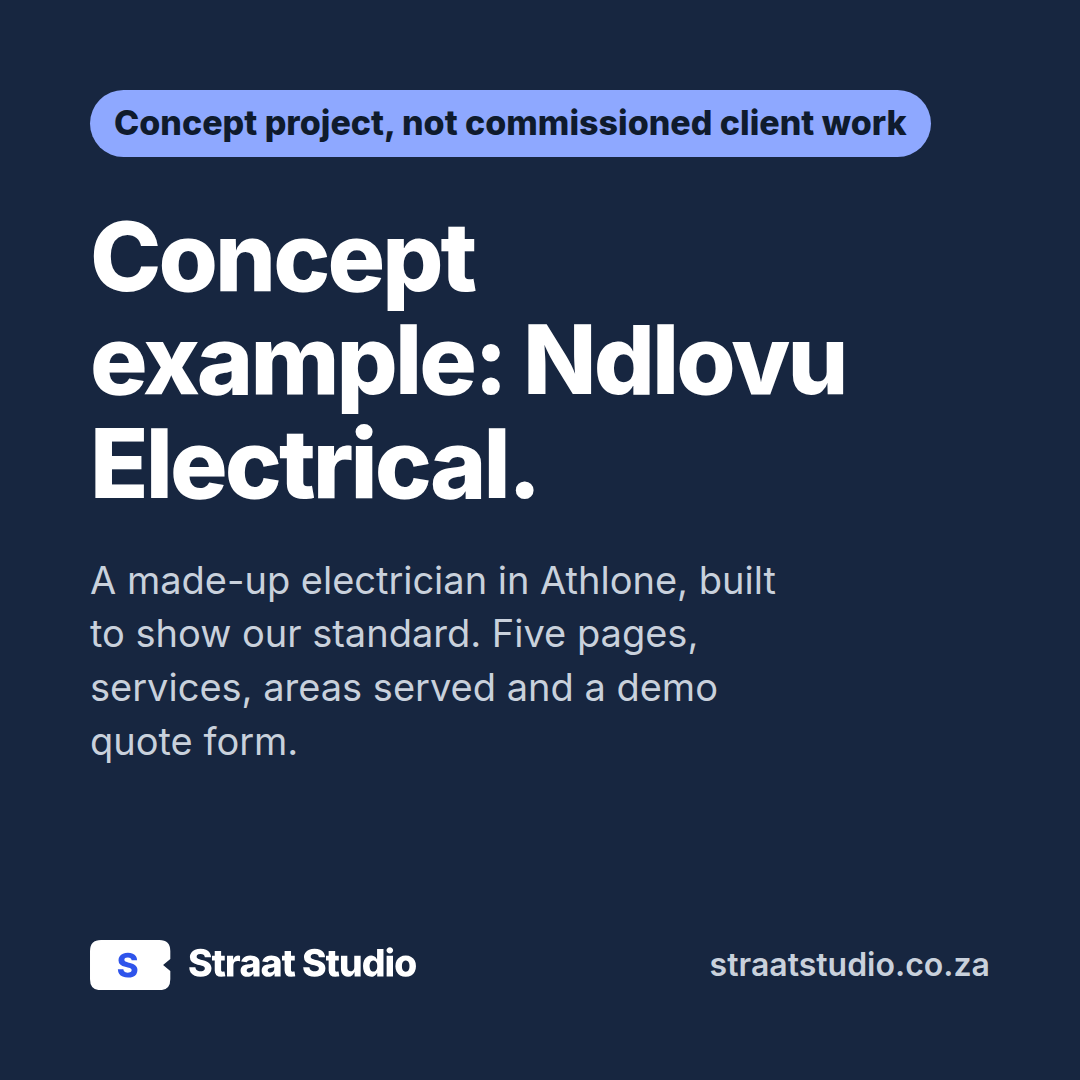 Concept project, not commissioned client work
Concept
example: Ndlovu
Electrical.
A made-up electrician in Athlone, built
to show our standard. Five pages,
services, areas served and a demo
quote form.
S Straat Studio
straatstudio.co.za